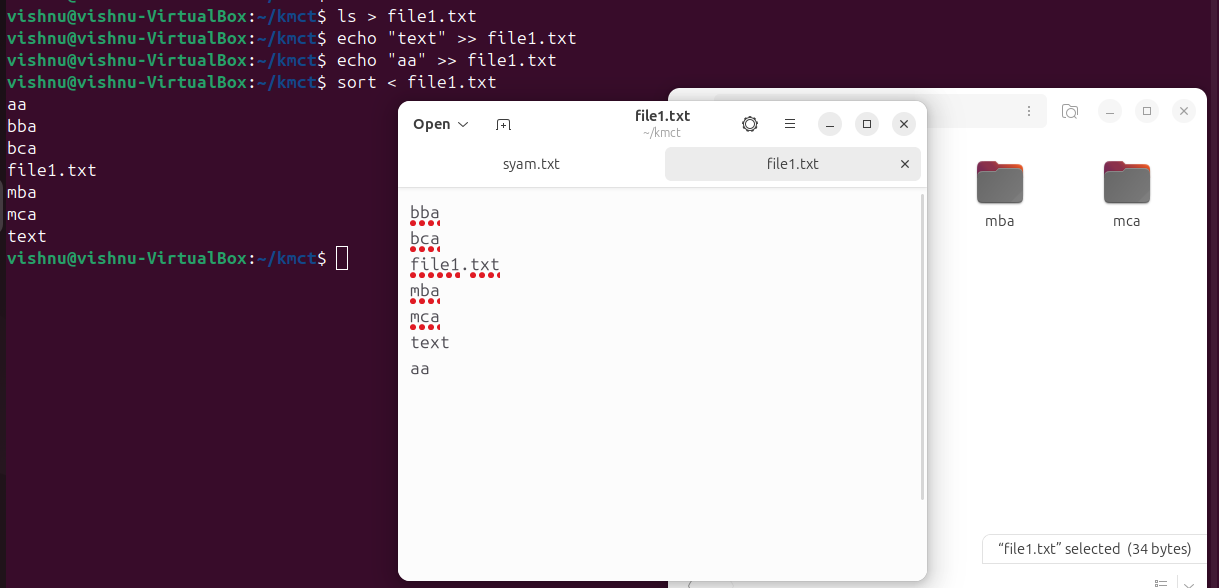 vishnu@vishnu-VirtualBox:~/kmct$ ls > file1.txt
vishnu@vishnu-VirtualBox:~/kmct$ echo "text" >> file1.txt
vishnu@vishnu-VirtualBox:~/kmct$ echo "aa" >> file1.txt
vishnu@vishnu-VirtualBox:~/kmct$ sort < file1.txt
aa
bba
bca
file1.txt
mba
mca
text
vishnu@vishnu-VirtualBox:~/kmct$
Open
file1.txt
~/kmct
syam.txt
file1.txt
bba
bca
file1.txt
mba
mca
text
aa
mba
mca
“file1.txt” selected (34 bytes)